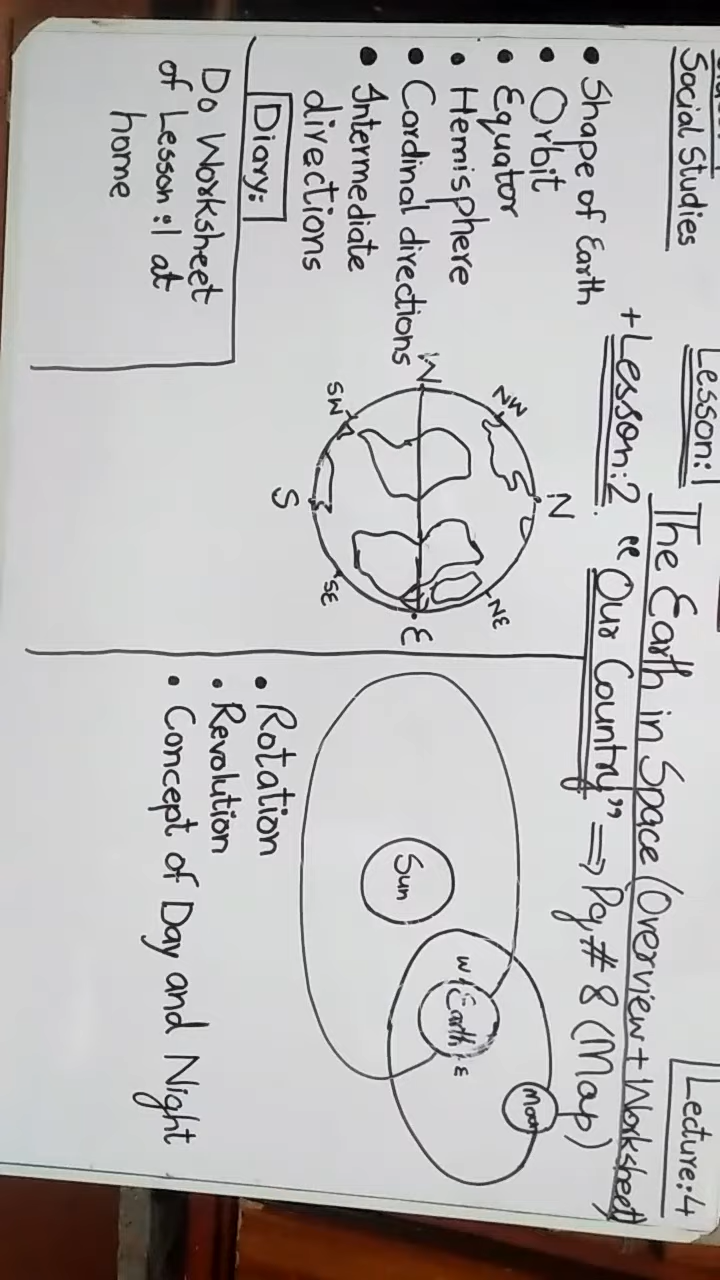 Social Studies
Lesson:1
Lecture:4
The Earth in Space (Overview + Worksheet)
+ Lesson:2 "Our Country" ⇒ Pg # 8 (Map)
• Shape of Earth
• Orbit
• Equator
• Hemisphere
• Cardinal directions
• Intermediate
directions
Diary:
Do Worksheet
of Lesson:1 at
home
N
NW
NE
W
E
SW
SE
S
Sun
W
Earth
E
Moon
• Rotation
• Revolution
• Concept of Day and Night